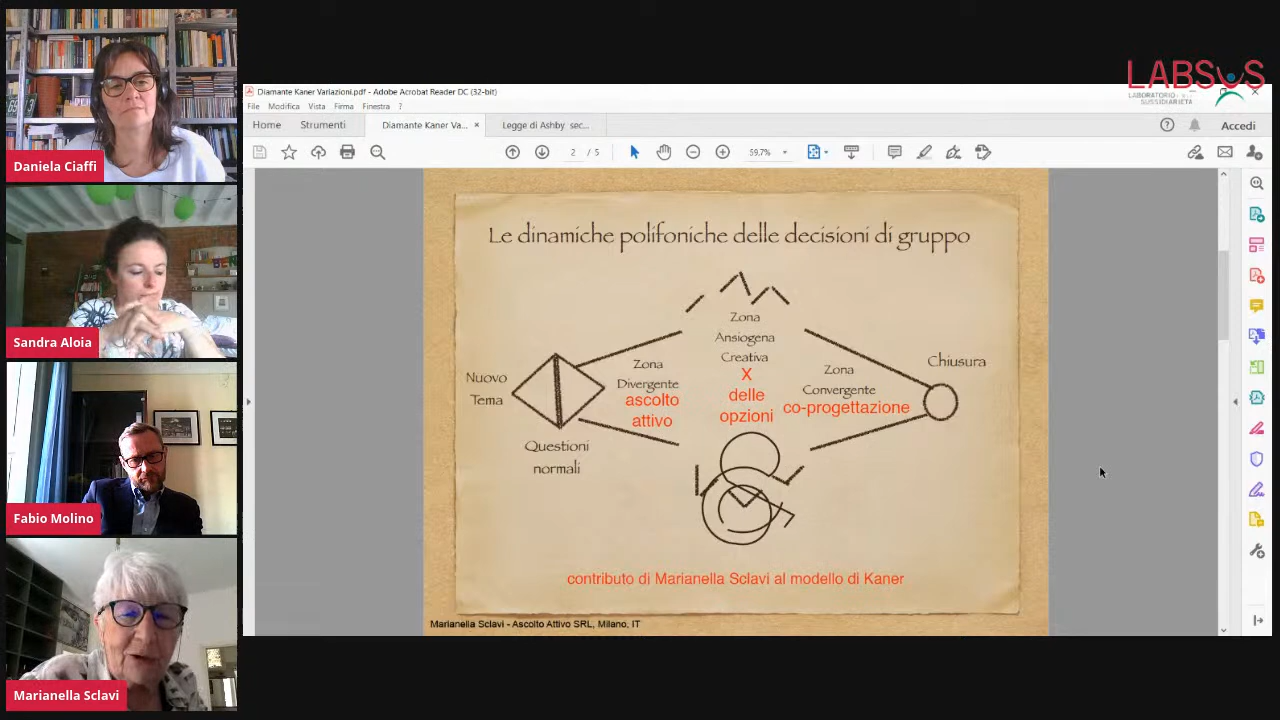 Daniela Ciaffi
Sandra Aloia
Fabio Molino
Marianella Sclavi
LABSUS
LABORATORIO
SUSSIDIARIETÀ
Diamante Kaner Variazioni.pdf - Adobe Acrobat Reader DC (32-bit)
File Modifica Vista Firma Finestra ?
Home Strumenti Diamante Kaner Va... × Legge di Ashby sec... Accedi
2 / 5 59,7%
Le dinamiche polifoniche delle decisioni di gruppo
Nuovo
Tema
Questioni
normali
Zona
Divergente
ascolto
attivo
Zona
Ansiogena
Creativa
X
delle
opzioni
Zona
Convergente
co-progettazione
Chiusura
contributo di Marianella Sclavi al modello di Kaner
Marianella Sclavi - Ascolto Attivo SRL, Milano, IT